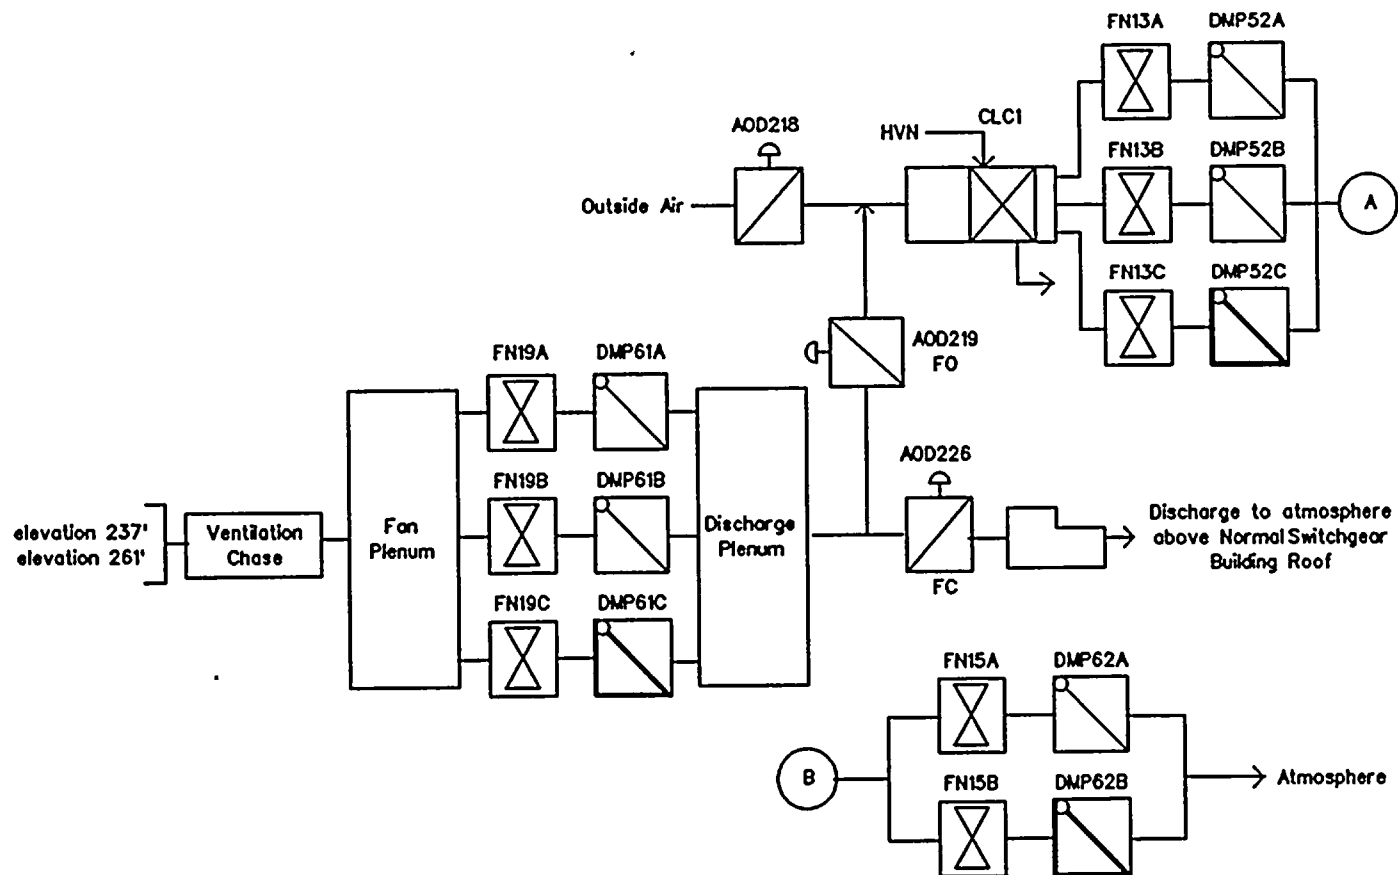 FN13A
DMP52A
AOD218
HVN
CLC1
FN13B
DMP52B
Outside Air
A
FN13C
DMP52C
AOD219
FO
FN19A
DMP61A
AOD226
FN19B
DMP61B
elevation 237'
elevation 261'
Ventilation
Chase
Fan
Plenum
Discharge
Plenum
Discharge to atmosphere
above Normal Switchgear
Building Roof
FC
FN19C
DMP61C
FN15A
DMP62A
B
FN15B
DMP62B
Atmosphere